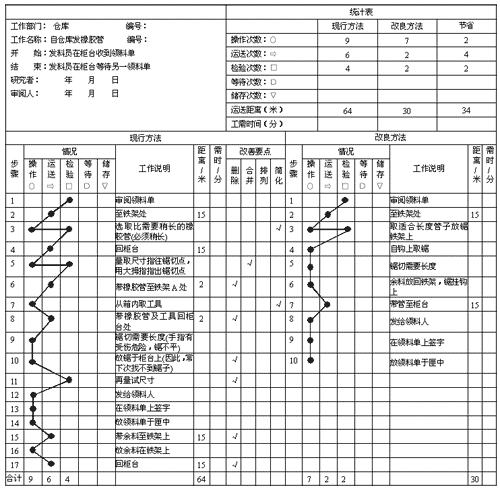 统计表
工作部门： 仓库 编号：
工作名称：自仓库发橡胶管 编号：
开 始：发料员在柜台收到领料单
结 束：发料员在柜台等待另一领料单
研究者： 年 月 日
审阅人： 年 月 日
现行方法 改良方法 节省
操作次数：○ 9 7 2
运送次数：⇨ 6 2 4
检验次数：□ 4 2 2
等待次数：D
储存次数：▽
运送距离（米） 64 30 34
工需时间（分）
现行方法 改良方法
步骤 情况 工作说明 距离/米 需时/分 改善要点 步骤 情况 工作说明 距离/米 需时/分
操作○ 运送⇨ 检验□ 等待D 储存▽ 删除 合并 排列 简化 操作○ 运送⇨ 检验□ 等待D 储存▽
1 审阅领料单 1 审阅领料单
2 至铁架处 15 2 至铁架处 15
3 选取比需要稍长的橡胶管(必须稍长) √ 3 取适合长度管子放锯铁架上
4 回柜台 15 4 自钩上取锯
5 量取尺寸指往锯切点,用大拇指指出锯切点 √ 5 锯切需要长度
6 带橡胶管至铁架A处 2 √ 6 余料放回铁架，锯挂钩上
7 从箱内取工具 √ 7 带管至柜台 15
8 带橡胶管及工具回柜台处 2 √ 8 发给领料人
9 锯切需要长度(手指有受伤危险，锯不平) 9 在领料单上签字
10 放锯于柜台上(因此,常下次找不到锯子) √ 10 放领料单于匣中
11 再量试尺寸 √
12 发给领料人
13 在领料单上签字
14 放领料单于匣中
15 带余料至铁架上 15 √
16 放余料在铁架上
17 回柜台 15 √
合计 9 6 4 64 7 2 2 30